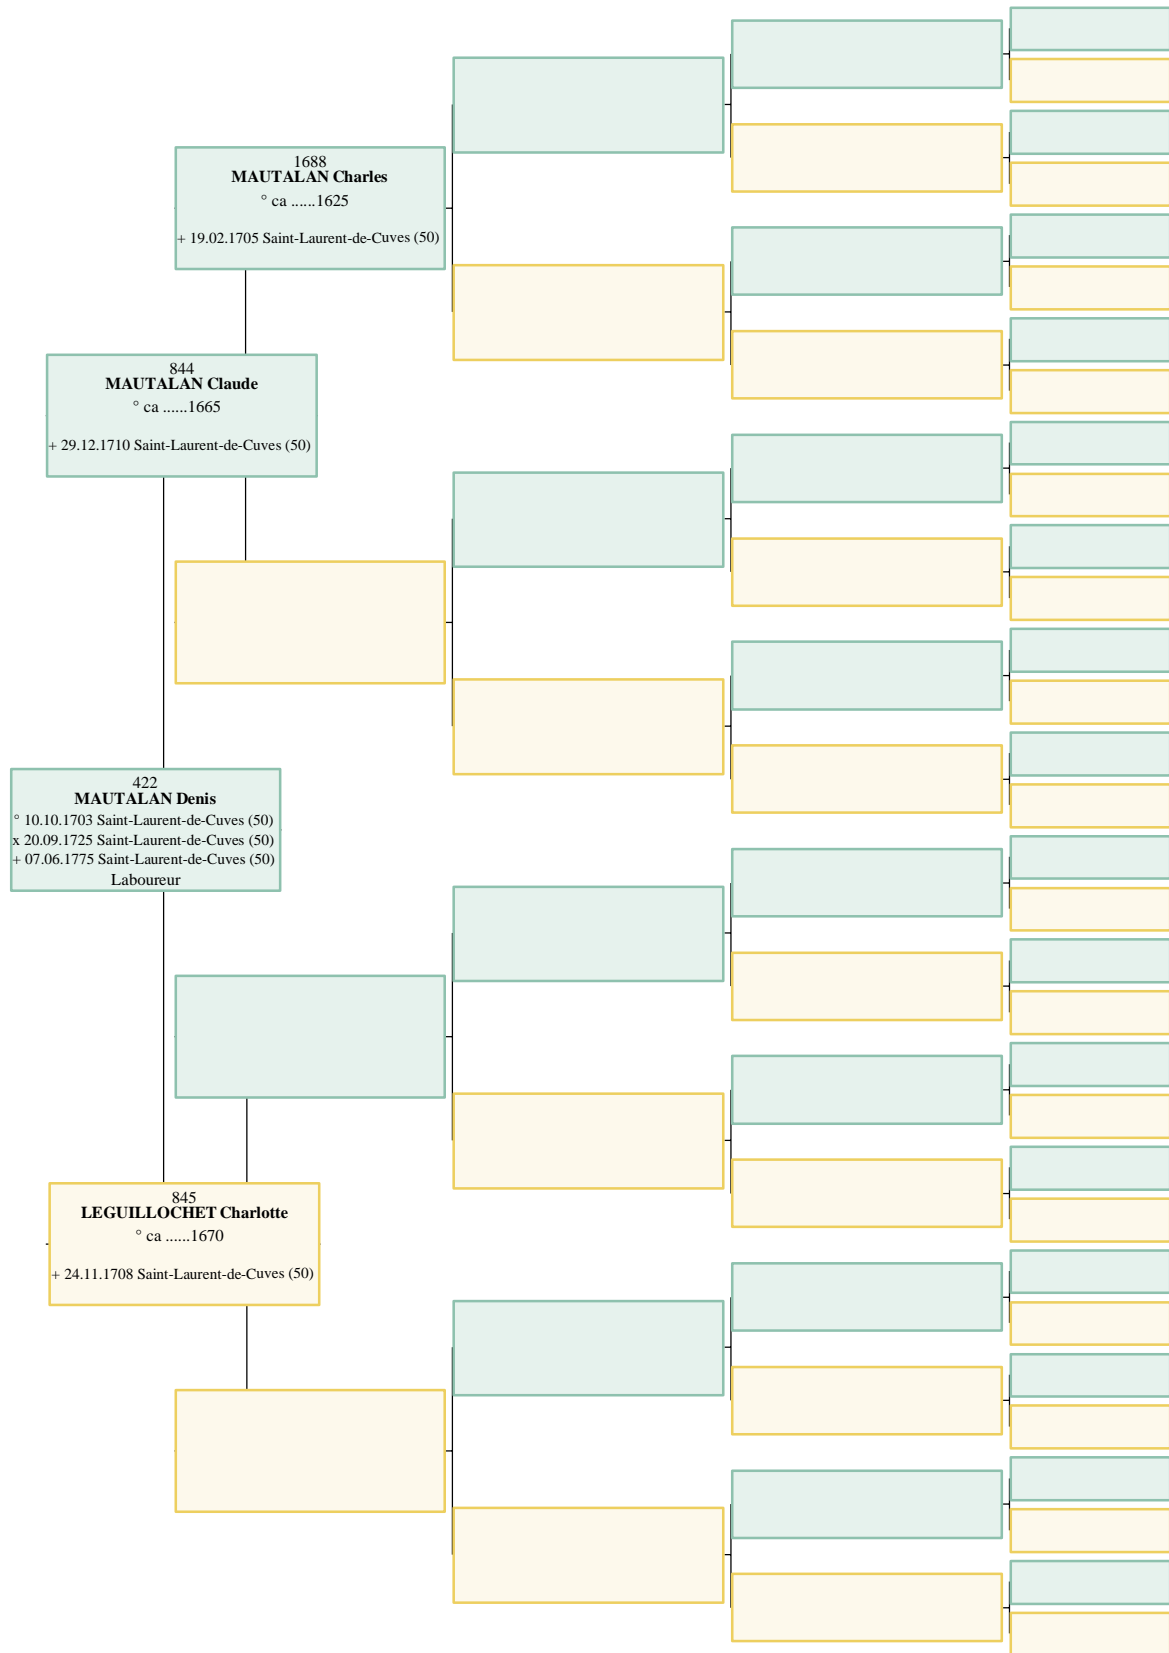 1688
MAUTALAN Charles
° ca ......1625
+ 19.02.1705 Saint-Laurent-de-Cuves (50)
844
MAUTALAN Claude
° ca ......1665
+ 29.12.1710 Saint-Laurent-de-Cuves (50)
422
MAUTALAN Denis
° 10.10.1703 Saint-Laurent-de-Cuves (50)
x 20.09.1725 Saint-Laurent-de-Cuves (50)
+ 07.06.1775 Saint-Laurent-de-Cuves (50)
Laboureur
845
LEGUILLOCHET Charlotte
° ca ......1670
+ 24.11.1708 Saint-Laurent-de-Cuves (50)